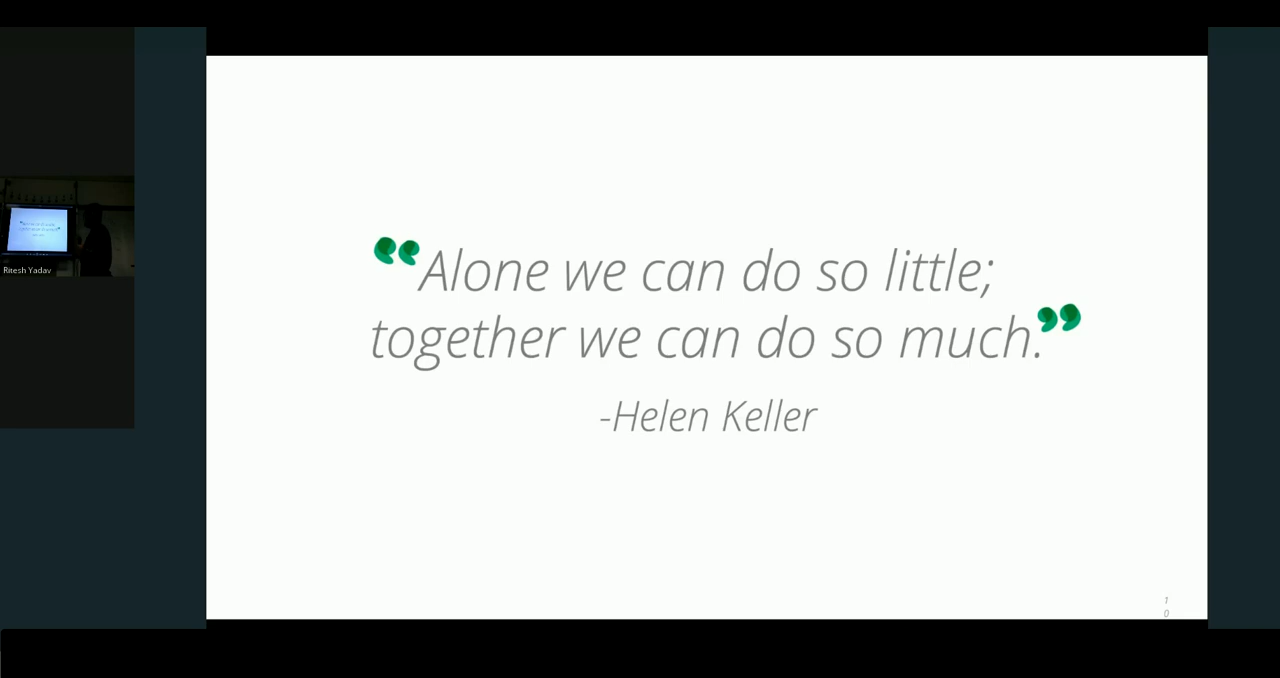 Ritesh Yadav
“Alone we can do so little;
together we can do so much.”
-Helen Keller
1
0